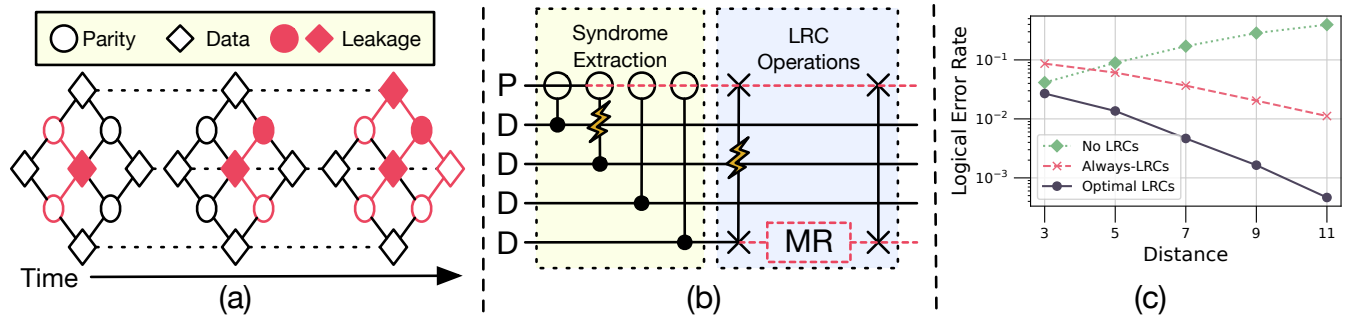 Parity Data Leakage
Time
(a)
Syndrome
Extraction
LRC
Operations
P
D
D
D
D
MR
(b)
Logical Error Rate
10⁻¹
10⁻²
10⁻³
No LRCs
Always-LRCs
Optimal LRCs
3 5 7 9 11
Distance
(c)